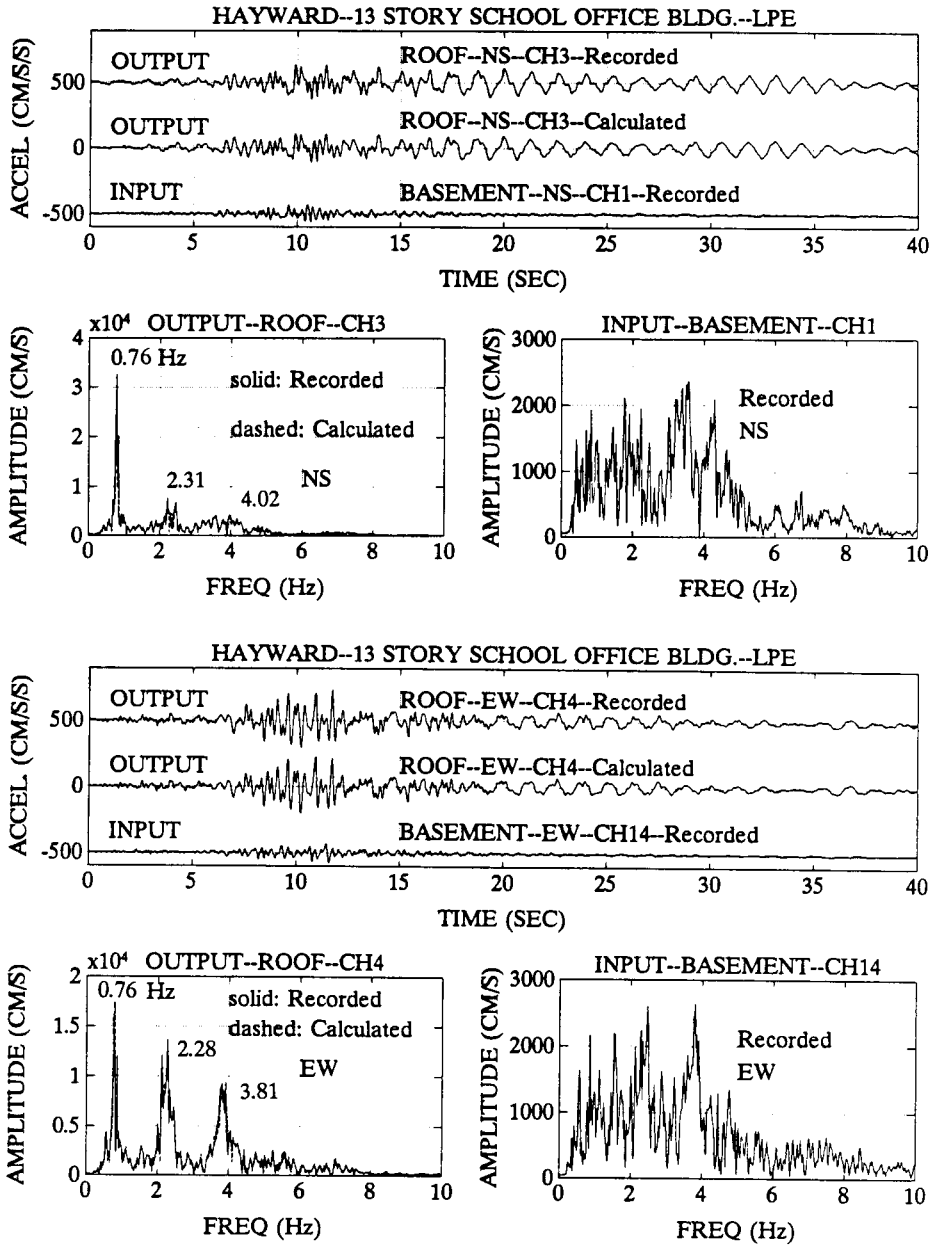 HAYWARD--13 STORY SCHOOL OFFICE BLDG.--LPE
ACCEL. (CM/S/S)
500
0
-500
OUTPUT ROOF--NS--CH3--Recorded
OUTPUT ROOF--NS--CH3--Calculated
INPUT BASEMENT--NS--CH1--Recorded
0 5 10 15 20 25 30 35 40
TIME (SEC)
x10⁴ OUTPUT--ROOF--CH3
AMPLITUDE (CM/S)
4
3
2
1
0
0.76 Hz
solid: Recorded
dashed: Calculated
2.31
NS
4.02
0 2 4 6 8 10
FREQ (Hz)
INPUT--BASEMENT--CH1
AMPLITUDE (CM/S)
3000
2000
1000
0
Recorded
NS
0 2 4 6 8 10
FREQ (Hz)
HAYWARD--13 STORY SCHOOL OFFICE BLDG.--LPE
ACCEL. (CM/S/S)
500
0
-500
OUTPUT ROOF--EW--CH4--Recorded
OUTPUT ROOF--EW--CH4--Calculated
INPUT BASEMENT--EW--CH14--Recorded
0 5 10 15 20 25 30 35 40
TIME (SEC)
x10⁴ OUTPUT--ROOF--CH4
AMPLITUDE (CM/S)
2
1.5
1
0.5
0
0.76 Hz
solid: Recorded
dashed: Calculated
2.28
EW
3.81
0 2 4 6 8 10
FREQ (Hz)
INPUT--BASEMENT--CH14
AMPLITUDE (CM/S)
3000
2000
1000
0
Recorded
EW
0 2 4 6 8 10
FREQ (Hz)